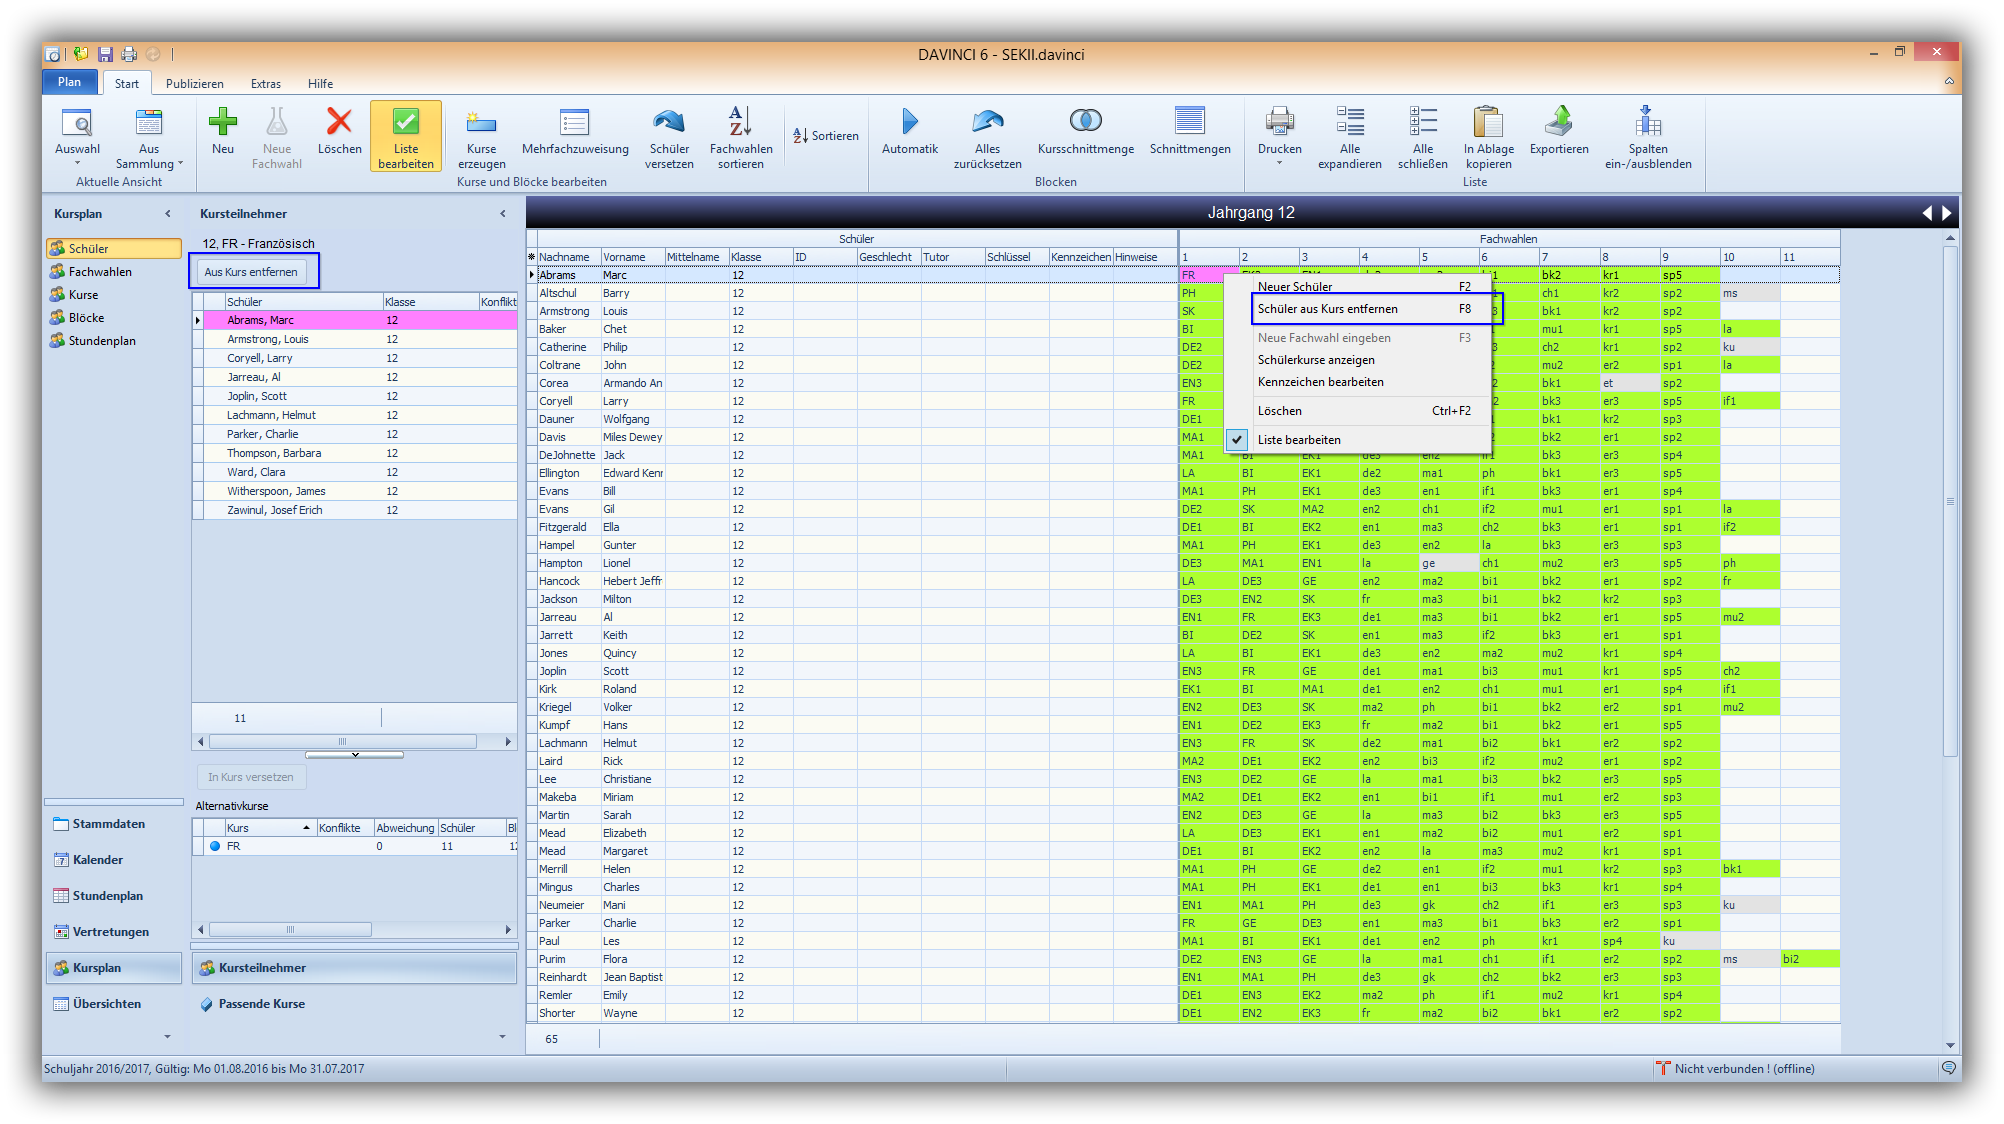 DAVINCI 6 - SEKII.davinci
Plan Start Publizieren Extras Hilfe
Auswahl
Aus Sammlung
Aktuelle Ansicht
Neu
Neue Fachwahl
Löschen
Liste bearbeiten
Kurse erzeugen
Mehrfachzuweisung
Schüler versetzen
Fachwahlen sortieren
Sortieren
Kurse und Blöcke bearbeiten
Automatik
Alles zurücksetzen
Kursschnittmenge
Schnittmengen
Blocken
Drucken
Alle expandieren
Alle schließen
In Ablage kopieren
Exportieren
Spalten ein-/ausblenden
Liste
Kursplan
Schüler
Fachwahlen
Kurse
Blöcke
Stundenplan
Stammdaten
Kalender
Stundenplan
Vertretungen
Kursplan
Übersichten
Kursteilnehmer
12, FR - Französisch
Aus Kurs entfernen
Schüler Klasse Konflikt
Abrams, Marc 12
Armstrong, Louis 12
Coryell, Larry 12
Jarreau, Al 12
Joplin, Scott 12
Lachmann, Helmut 12
Parker, Charlie 12
Thompson, Barbara 12
Ward, Clara 12
Witherspoon, James 12
Zawinul, Josef Erich 12
11
In Kurs versetzen
Alternativkurse
Kurs Konflikte Abweichung Schüler Bl
FR 0 11
Kursteilnehmer
Passende Kurse
Jahrgang 12
Schüler Fachwahlen
Nachname Vorname Mittelname Klasse ID Geschlecht Tutor Schlüssel Kennzeichen Hinweise 1 2 3 4 5 6 7 8 9 10 11
Abrams Marc 12 FR bk2 kr1 sp5
Altschul Barry 12 PH ch1 kr2 sp2 ms
Armstrong Louis 12 SK bk1 kr2 sp2
Baker Chet 12 BI mu1 kr1 sp5 la
Catherine Philip 12 DE2 ch2 kr1 sp2 ku
Coltrane John 12 DE2 mu2 er2 sp1 la
Corea Armando An 12 EN3 bk1 et sp2
Coryell Larry 12 FR bk3 er3 sp5 if1
Dauner Wolfgang 12 DE1 bk1 kr2 sp3
Davis Miles Dewey 12 MA1 bk2 er1 sp2
DeJohnette Jack 12 MA1 BI EK1 de3 en2 if1 bk3 er3 sp4
Ellington Edward Kenr 12 LA BI EK1 de2 ma1 ph bk1 er3 sp5
Evans Bill 12 MA1 PH EK1 de3 en1 if1 bk3 er1 sp4
Evans Gil 12 DE2 SK MA2 en2 ch1 if2 mu1 er1 sp1 la
Fitzgerald Ella 12 DE1 BI EK2 en1 ma3 ch2 bk3 er1 sp1 if2
Hampel Gunter 12 MA1 PH EK1 de3 en2 la bk3 er3 sp3
Hampton Lionel 12 DE3 MA1 EN1 la ge ch1 mu2 er3 sp5 ph
Hancock Hebert Jeffr 12 LA DE3 GE en2 ma2 bi1 bk2 er1 sp2 fr
Jackson Milton 12 DE3 EN2 SK fr ma3 bi1 bk2 kr2 sp3
Jarreau Al 12 EN1 FR EK3 de1 ma3 bi1 bk2 er1 sp5 mu2
Jarrett Keith 12 BI DE2 SK en1 ma3 if2 bk3 er1 sp1
Jones Quincy 12 LA BI EK1 de3 en2 ma2 mu2 kr1 sp4
Joplin Scott 12 EN3 FR GE de1 ma1 bi3 mu1 kr1 sp5 ch2
Kirk Roland 12 EK1 BI MA1 de1 en2 ch1 mu1 er1 sp4 if1
Kriegel Volker 12 EN2 DE3 SK ma2 ph bi1 bk2 er2 sp1 mu2
Kumpf Hans 12 EN1 DE2 EK3 fr ma2 bi1 bk2 er1 sp5
Lachmann Helmut 12 EN3 FR SK de2 ma1 bi2 bk1 er2 sp2
Laird Rick 12 MA2 DE1 EK2 en2 bi3 if2 mu2 er1 sp2
Lee Christiane 12 EN3 DE2 GE la ma1 bi3 bk2 er3 sp5
Makeba Miriam 12 MA2 DE1 EK2 en1 bi1 if1 mu1 er2 sp3
Martin Sarah 12 EN2 DE3 GE la ma3 bi2 bk3 er2 sp2
Mead Elizabeth 12 LA DE3 EK1 en1 ma2 bi2 mu1 er2 sp1
Mead Margaret 12 DE1 BI EK2 en2 la ma3 mu2 kr1 sp1
Merrill Helen 12 MA1 PH GE de2 en1 if2 mu1 kr2 sp3 bk1
Mingus Charles 12 MA1 PH EK1 de1 en1 bi3 bk3 kr1 sp4
Neumeier Mani 12 EN1 MA1 PH de3 gk ch2 if1 er3 sp3 ku
Parker Charlie 12 FR GE DE3 en1 ma3 bi1 bk3 er2 sp1
Paul Les 12 MA1 BI EK1 de1 en2 ph kr1 sp4 ku
Purim Flora 12 DE2 EN3 GE la ma1 ch1 if1 er2 sp2 ms bi2
Reinhardt Jean Baptist 12 EN1 MA1 PH de3 gk ch2 bk2 er3 sp3
Remler Emily 12 DE1 EN3 EK2 ma2 ph if1 mu2 kr1 sp4
Shorter Wayne 12 DE1 EN2 EK3 fr ma2 bi2 bk1 er2 sp2
65
Neuer Schüler F2
Schüler aus Kurs entfernen F8
Neue Fachwahl eingeben F3
Schülerkurse anzeigen
Kennzeichen bearbeiten
Löschen Ctrl+F2
Liste bearbeiten
Schuljahr 2016/2017, Gültig: Mo 01.08.2016 bis Mo 31.07.2017
Nicht verbunden ! (offline)